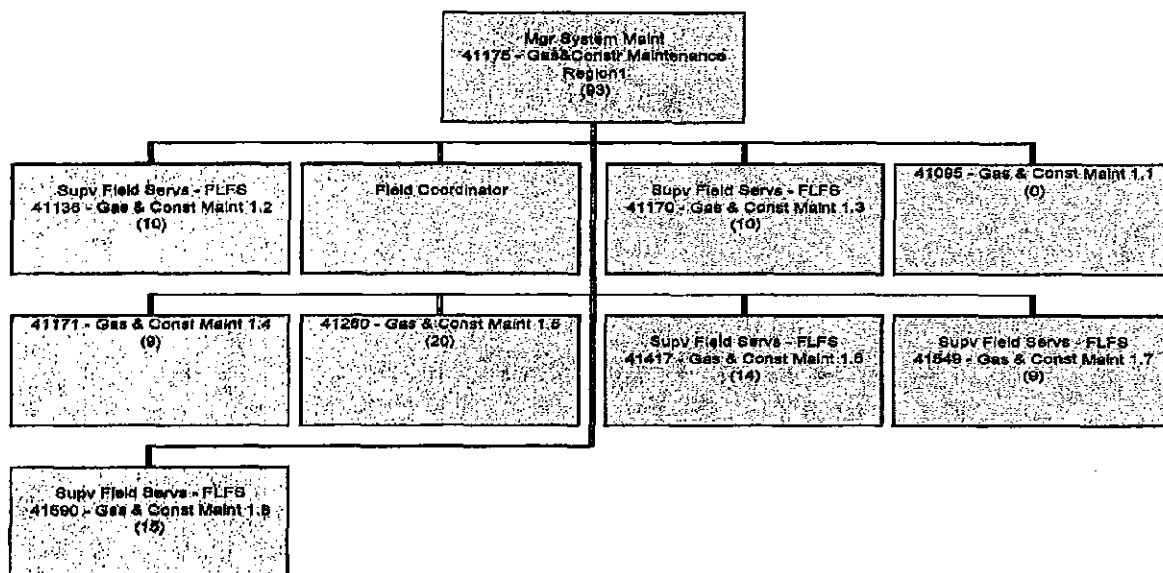 Mgr System Maint
41175 - Gas&Constr Maintenance
Region1
(93)
Supv Field Servs - FLFS
41136 - Gas & Const Maint 1.2
(10)
Field Coordinator
Supv Field Servs - FLFS
41170 - Gas & Const Maint 1.3
(10)
41095 - Gas & Const Maint 1.1
(0)
41171 - Gas & Const Maint 1.4
(9)
- Gas & Const Maint 1.5
(20)
Supv Field Servs - FLFS
41417 - Gas & Const Maint 1.6
(14)
Supv Field Servs - FLFS
- Gas & Const Maint 1.7
(9)
Supv Field Servs - FLFS
- Gas & Const Maint 1.8
(15)